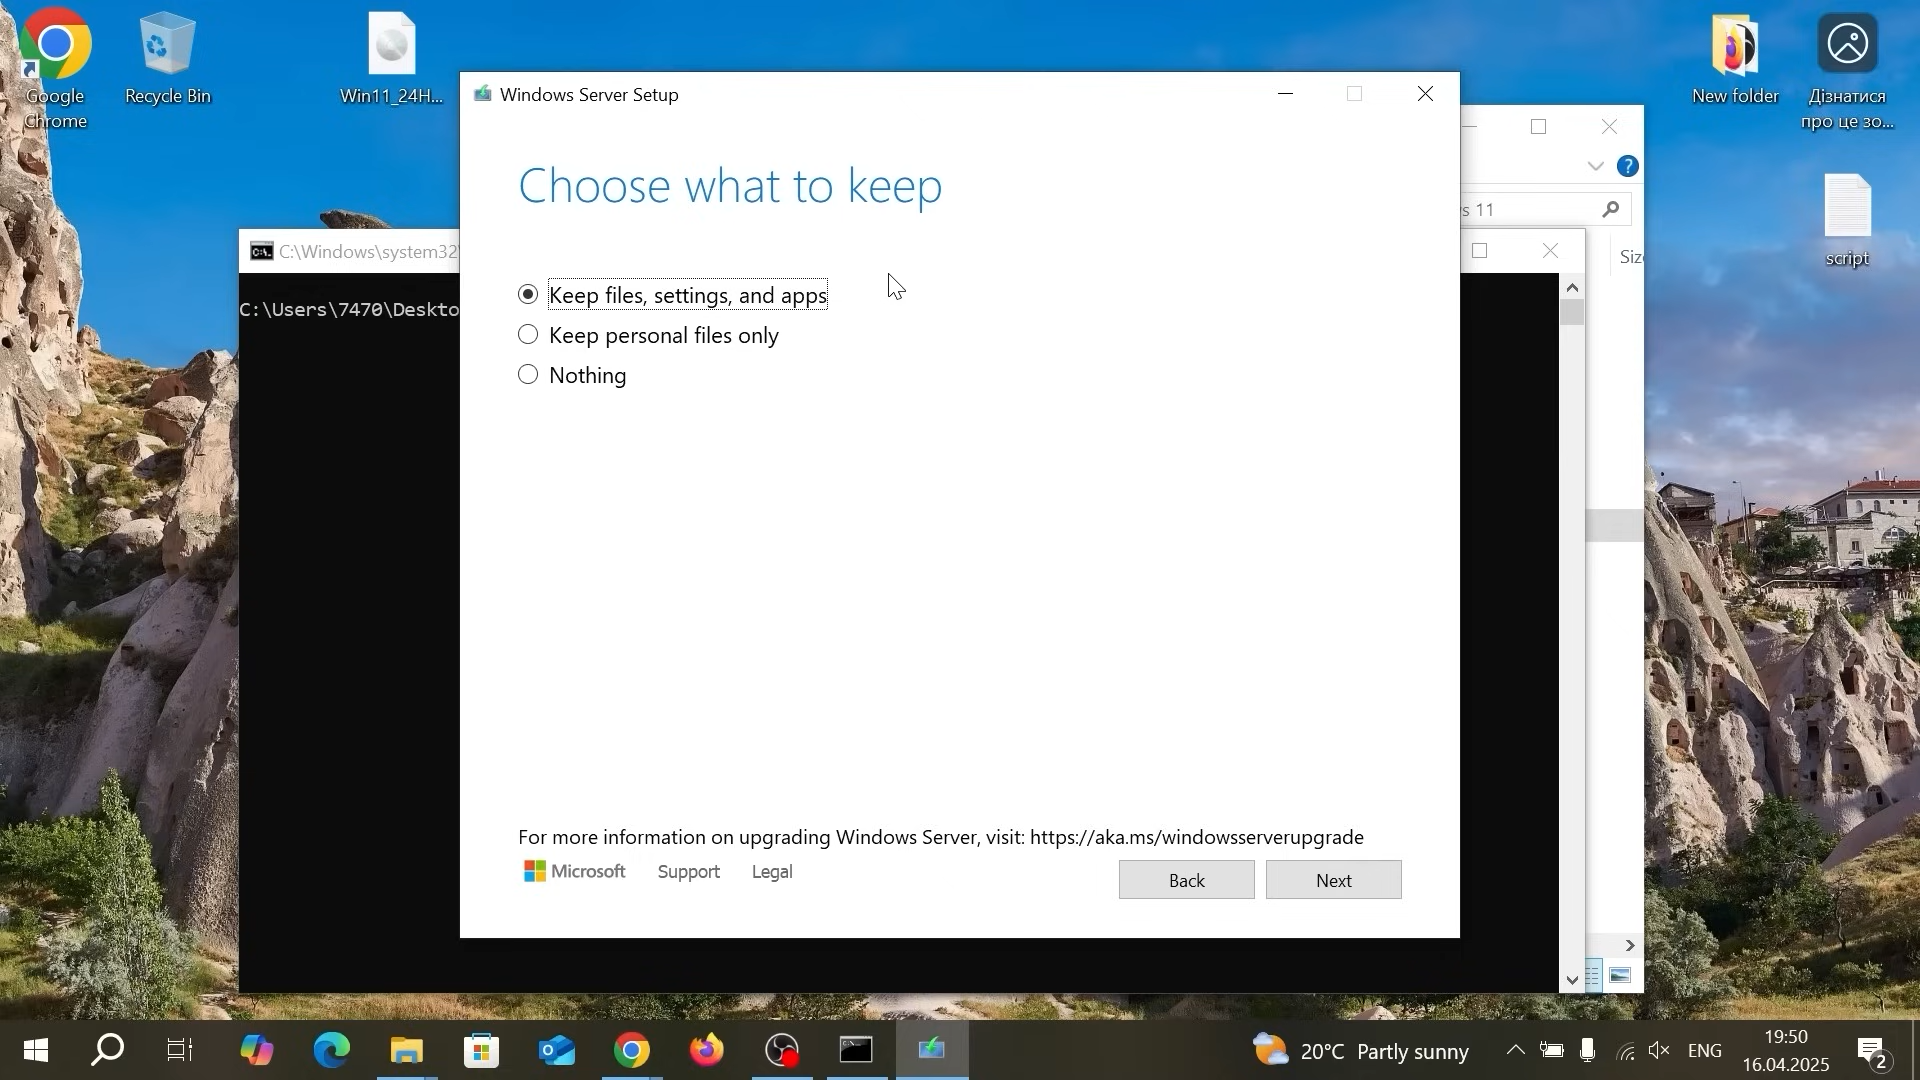 Google
Chrome
Recycle Bin
Win11_24H...
New folder
Дізнатися
про це зо...
script
Windows Server Setup
Choose what to keep
Keep files, settings, and apps
Keep personal files only
Nothing
For more information on upgrading Windows Server, visit: https://aka.ms/windowsserverupgrade
Microsoft
Support
Legal
Back
Next
C:\Windows\system32\
C:\Users\7470\Deskto
s 11
Size
20°C Partly sunny
ENG
19:50
16.04.2025
2